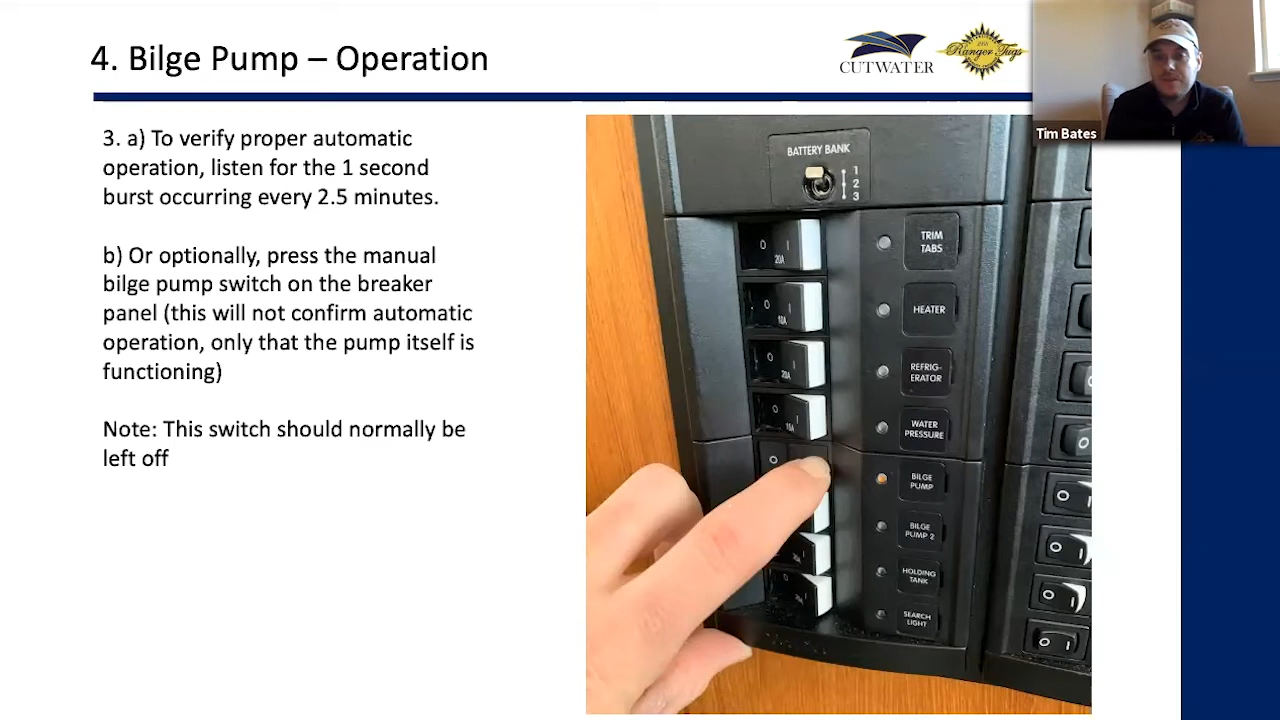 4. Bilge Pump – Operation
CUTWATER
Ranger Tugs
Tim Bates
3. a) To verify proper automatic
operation, listen for the 1 second
burst occurring every 2.5 minutes.
b) Or optionally, press the manual
bilge pump switch on the breaker
panel (this will not confirm automatic
operation, only that the pump itself is
functioning)
Note: This switch should normally be
left off
BATTERY BANK
1
2
3
O I
20A
TRIM
TABS
O I
10A
HEATER
O I
20A
REFRIG-
ERATOR
O I
10A
WATER
PRESSURE
O
BILGE
PUMP
BILGE
PUMP 2
I
HOLDING
TANK
O I
SEARCH
LIGHT
O
O
O I
O I
O I
O I